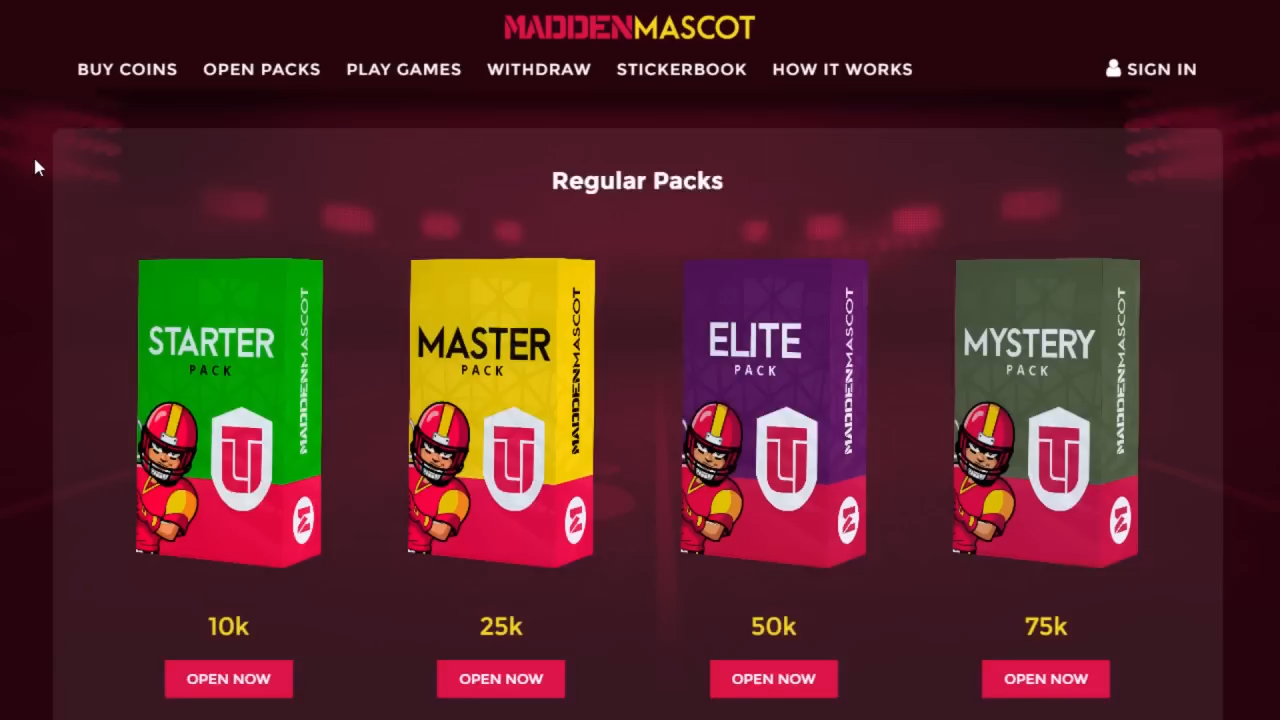 MADDENMASCOT
BUY COINS OPEN PACKS PLAY GAMES WITHDRAW STICKERBOOK HOW IT WORKS SIGN IN
Regular Packs
STARTER
PACK
MADDENMASCOT
MASTER
PACK
MADDENMASCOT
ELITE
PACK
MADDENMASCOT
MYSTERY
PACK
MADDENMASCOT
10k 25k 50k 75k
OPEN NOW OPEN NOW OPEN NOW OPEN NOW